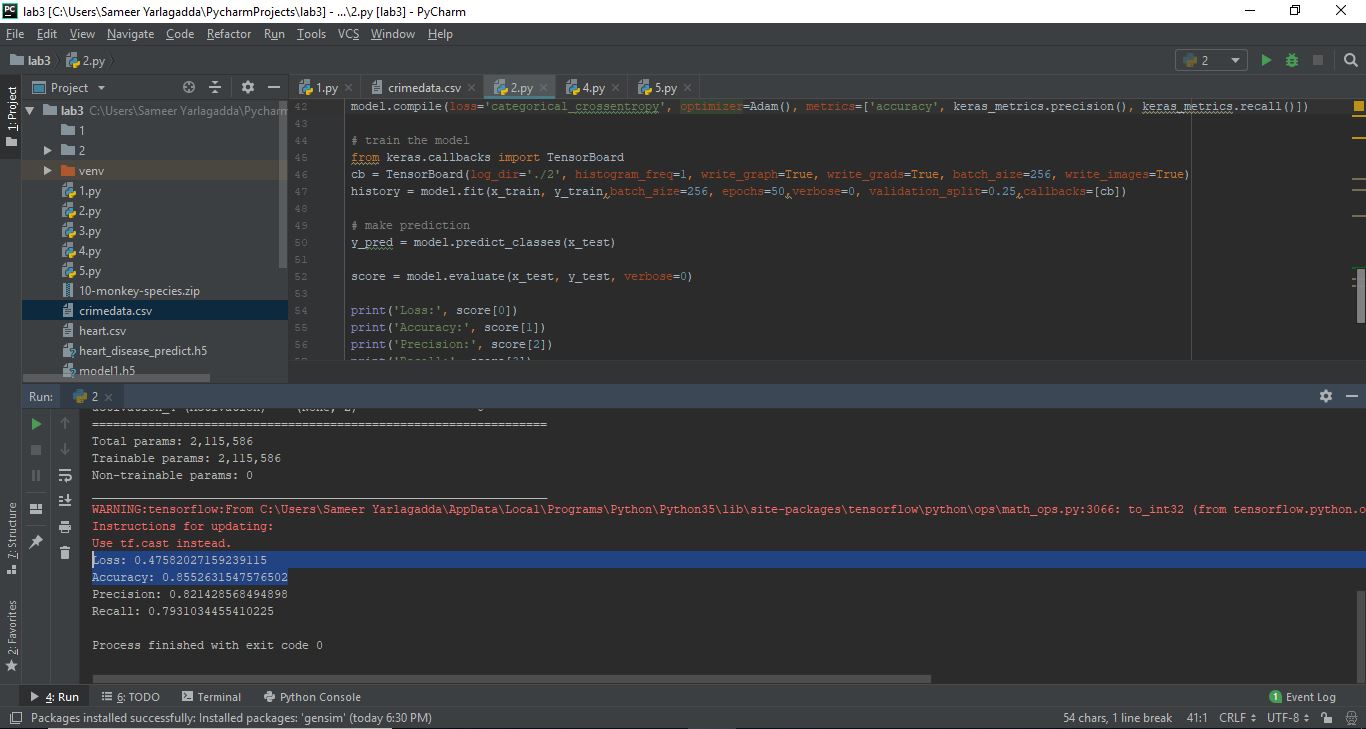 lab3 [C:\Users\Sameer Yarlagadda\PycharmProjects\lab3] - ...\2.py [lab3] - PyCharm
File Edit View Navigate Code Refactor Run Tools VCS Window Help
lab3 2.py
2
Project
1.py crimedata.csv 2.py 4.py 5.py
1: Project
lab3 C:\Users\Sameer Yarlagadda\Pycharm
1
2
venv
1.py
2.py
3.py
4.py
5.py
10-monkey-species.zip
crimedata.csv
heart.csv
heart_disease_predict.h5
model1.h5
42 model.compile(loss='categorical_crossentropy', optimizer=Adam(), metrics=['accuracy', keras_metrics.precision(), keras_metrics.recall()])
43
44 # train the model
45 from keras.callbacks import TensorBoard
46 cb = TensorBoard(log_dir='./2', histogram_freq=1, write_graph=True, write_grads=True, batch_size=256, write_images=True)
47 history = model.fit(x_train, y_train,batch_size=256, epochs=50,verbose=0, validation_split=0.25,callbacks=[cb])
48
49 # make prediction
50 y_pred = model.predict_classes(x_test)
51
52 score = model.evaluate(x_test, y_test, verbose=0)
53
54 print('Loss:', score[0])
55 print('Accuracy:', score[1])
56 print('Precision:', score[2])
Run: 2
Total params: 2,115,586
Trainable params: 2,115,586
Non-trainable params: 0
WARNING:tensorflow:From C:\Users\Sameer Yarlagadda\AppData\Local\Programs\Python\Python35\lib\site-packages\tensorflow\python\ops\math_ops.py:3066: to_int32 (from tensorflow.python.o
Instructions for updating:
Use tf.cast instead.
Loss: 0.47582027159239115
Accuracy: 0.8552631547576502
Precision: 0.821428568494898
Recall: 0.7931034455410225
Process finished with exit code 0
7: Structure
2: Favorites
4: Run 6: TODO Terminal Python Console 1 Event Log
Packages installed successfully: Installed packages: 'gensim' (today 6:30 PM) 54 chars, 1 line break 41:1 CRLF UTF-8